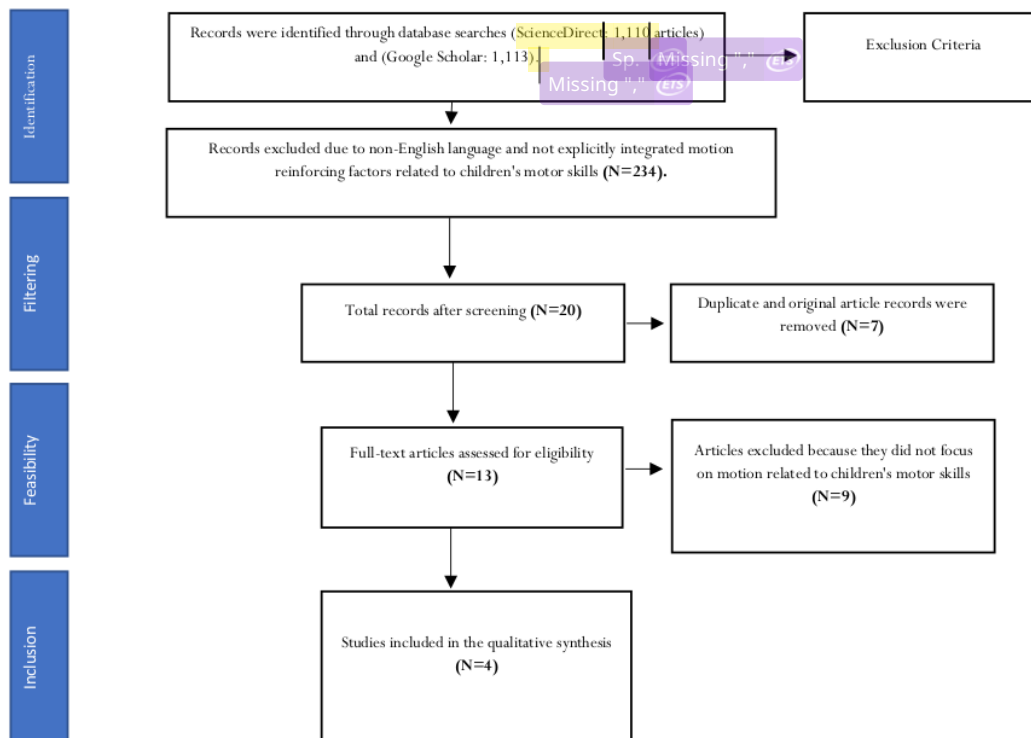 Identification
Records were identified through database searches (ScienceDirect: 1,110 articles)
and (Google Scholar: 1,113).
Sp.
Missing "," ETS
Missing "," ETS
Exclusion Criteria
Records excluded due to non-English language and not explicitly integrated motion
reinforcing factors related to children's motor skills (N=234).
Filtering
Total records after screening (N=20)
Duplicate and original article records were
removed (N=7)
Feasibility
Full-text articles assessed for eligibility
(N=13)
Articles excluded because they did not focus
on motion related to children's motor skills
(N=9)
Inclusion
Studies included in the qualitative synthesis
(N=4)